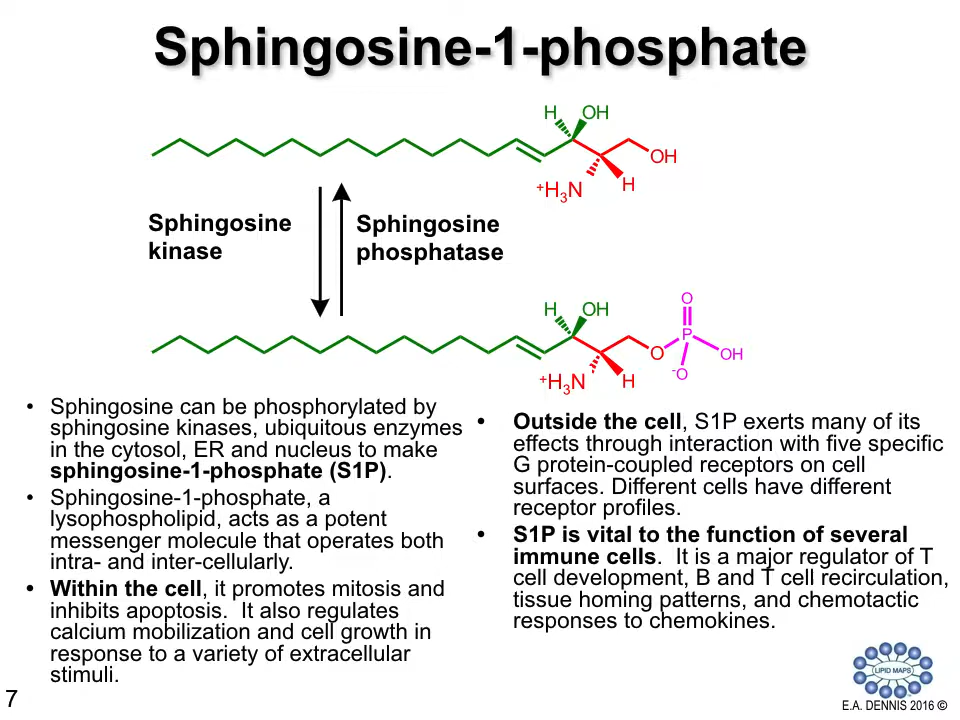 Sphingosine-1-phosphate
H OH
OH
+H3N H
Sphingosine
kinase
Sphingosine
phosphatase
H OH
O
P
O
OH
-O
+H3N H
• Sphingosine can be phosphorylated by
sphingosine kinases, ubiquitous enzymes
in the cytosol, ER and nucleus to make
sphingosine-1-phosphate (S1P).
• Sphingosine-1-phosphate, a
lysophospholipid, acts as a potent
messenger molecule that operates both
intra- and inter-cellularly.
• Within the cell, it promotes mitosis and
inhibits apoptosis. It also regulates
calcium mobilization and cell growth in
response to a variety of extracellular
stimuli.
• Outside the cell, S1P exerts many of its
effects through interaction with five specific
G protein-coupled receptors on cell
surfaces. Different cells have different
receptor profiles.
• S1P is vital to the function of several
immune cells. It is a major regulator of T
cell development, B and T cell recirculation,
tissue homing patterns, and chemotactic
responses to chemokines.
LIPID MAPS
7
E.A. DENNIS 2016 ©